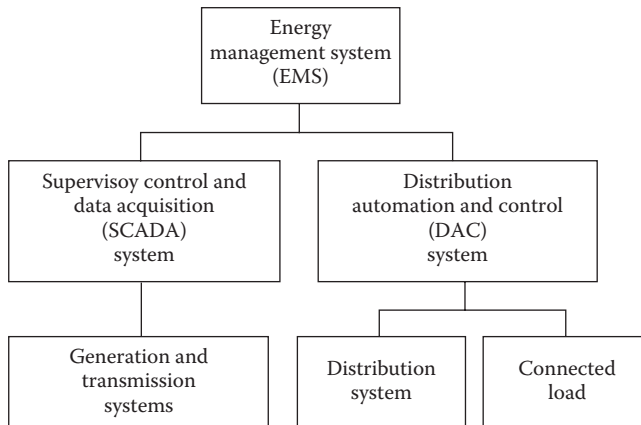 Energy
management system
(EMS)
Supervisoy control and
data acquisition
(SCADA)
system
Distribution
automation and control
(DAC)
system
Generation and
transmission
systems
Distribution
system
Connected
load